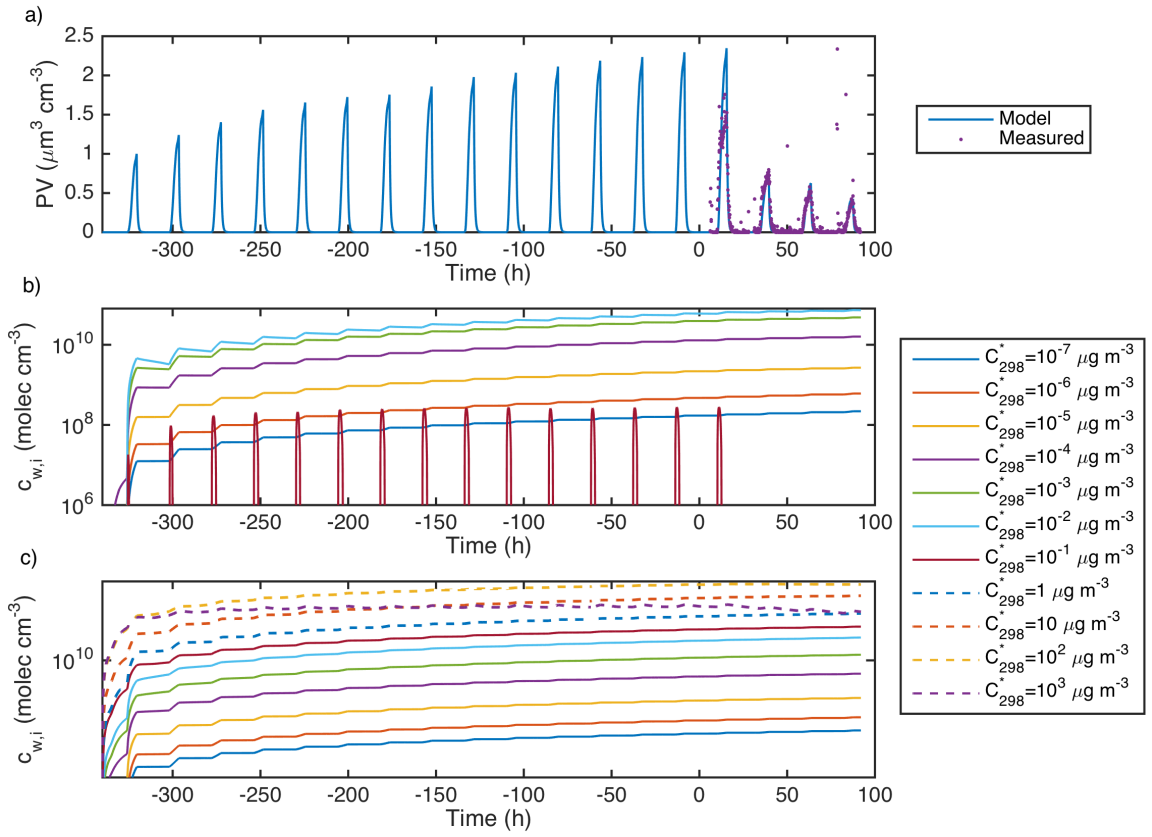 a)
PV (μm³ cm⁻³)
2.5
2
1.5
1
0.5
0
-300 -250 -200 -150 -100 -50 0 50 100
Time (h)
Model
Measured
b)
c_w,i (molec cm⁻³)
10¹⁰
10⁸
10⁶
-300 -250 -200 -150 -100 -50 0 50 100
Time (h)
c)
c_w,i (molec cm⁻³)
10¹⁰
-300 -250 -200 -150 -100 -50 0 50 100
Time (h)
C*₂₉₈=10⁻⁷ μg m⁻³
C*₂₉₈=10⁻⁶ μg m⁻³
C*₂₉₈=10⁻⁵ μg m⁻³
C*₂₉₈=10⁻⁴ μg m⁻³
C*₂₉₈=10⁻³ μg m⁻³
C*₂₉₈=10⁻² μg m⁻³
C*₂₉₈=10⁻¹ μg m⁻³
C*₂₉₈=1 μg m⁻³
C*₂₉₈=10 μg m⁻³
C*₂₉₈=10² μg m⁻³
C*₂₉₈=10³ μg m⁻³